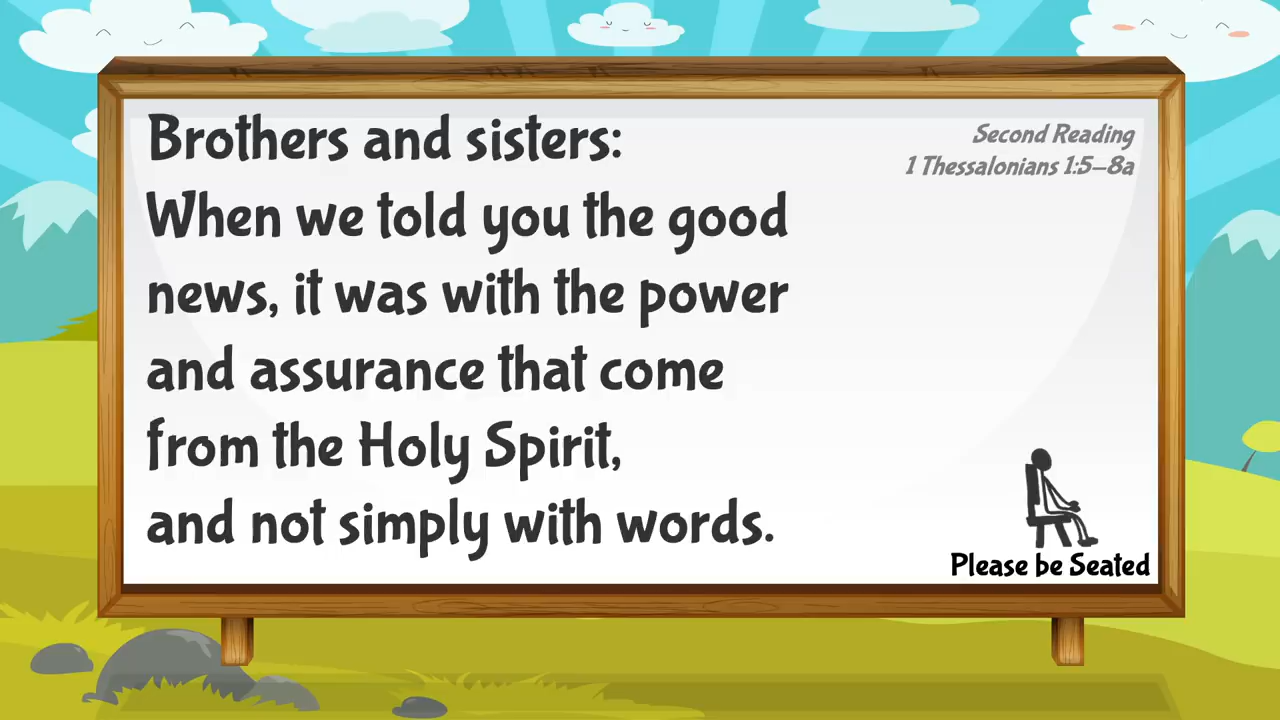 Brothers and sisters:
When we told you the good
news, it was with the power
and assurance that come
from the Holy Spirit,
and not simply with words.
Second Reading
1 Thessalonians 1:5–8a
Please be Seated